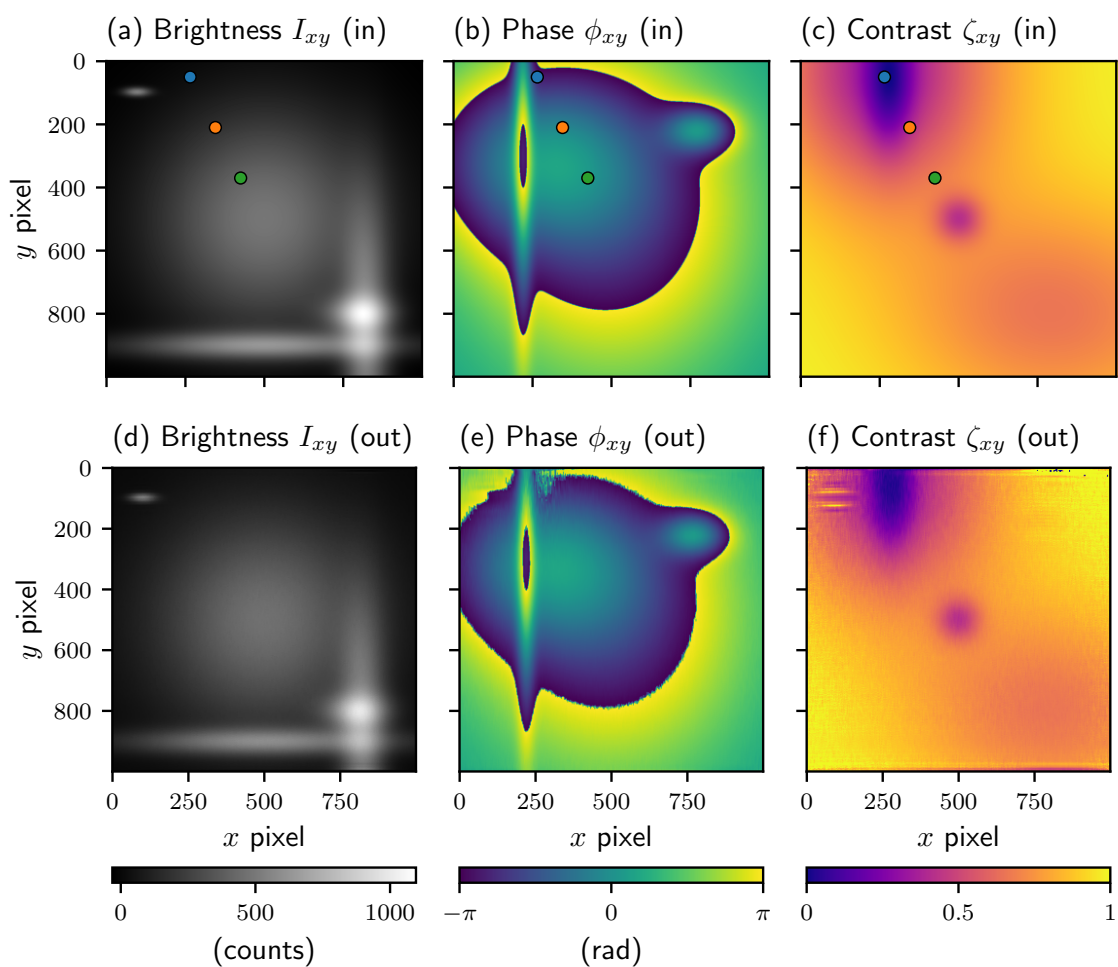 (a) Brightness I_xy (in)
(b) Phase ϕ_xy (in)
(c) Contrast ζ_xy (in)
0
200
400
600
800
y pixel
(d) Brightness I_xy (out)
(e) Phase ϕ_xy (out)
(f) Contrast ζ_xy (out)
0
200
400
600
800
y pixel
0 250 500 750
0 250 500 750
0 250 500 750
x pixel
x pixel
x pixel
0 500 1000
−π 0 π
0 0.5 1
(counts)
(rad)